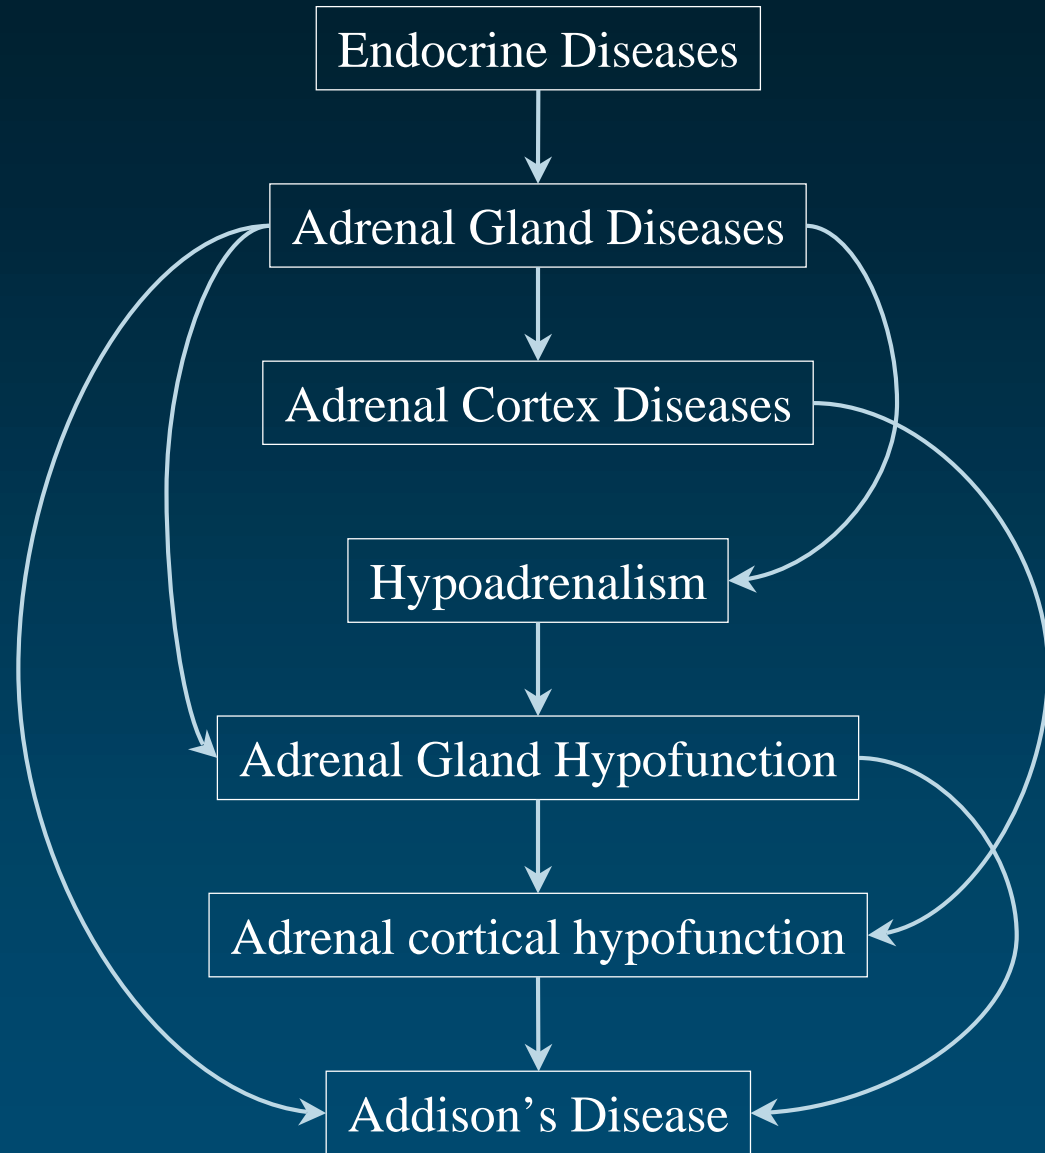 Endocrine Diseases
Adrenal Gland Diseases
Adrenal Cortex Diseases
Hypoadrenalism
Adrenal Gland Hypofunction
Adrenal cortical hypofunction
Addison’s Disease